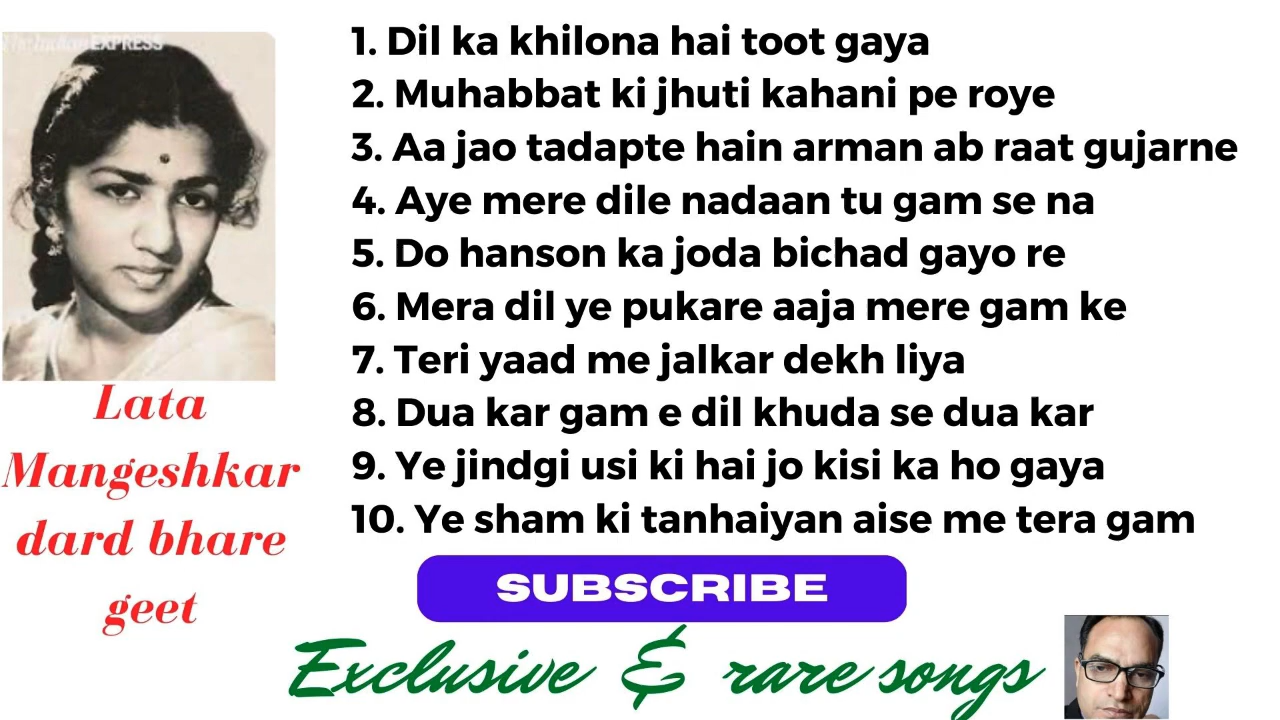 The Indian EXPRESS
1. Dil ka khilona hai toot gaya
2. Muhabbat ki jhuti kahani pe roye
3. Aa jao tadapte hain arman ab raat gujarne
4. Aye mere dile nadaan tu gam se na
5. Do hanson ka joda bichad gayo re
6. Mera dil ye pukare aaja mere gam ke
7. Teri yaad me jalkar dekh liya
8. Dua kar gam e dil khuda se dua kar
9. Ye jindgi usi ki hai jo kisi ka ho gaya
10. Ye sham ki tanhaiyan aise me tera gam
Lata
Mangeshkar
dard bhare
geet
SUBSCRIBE
Exclusive & rare songs